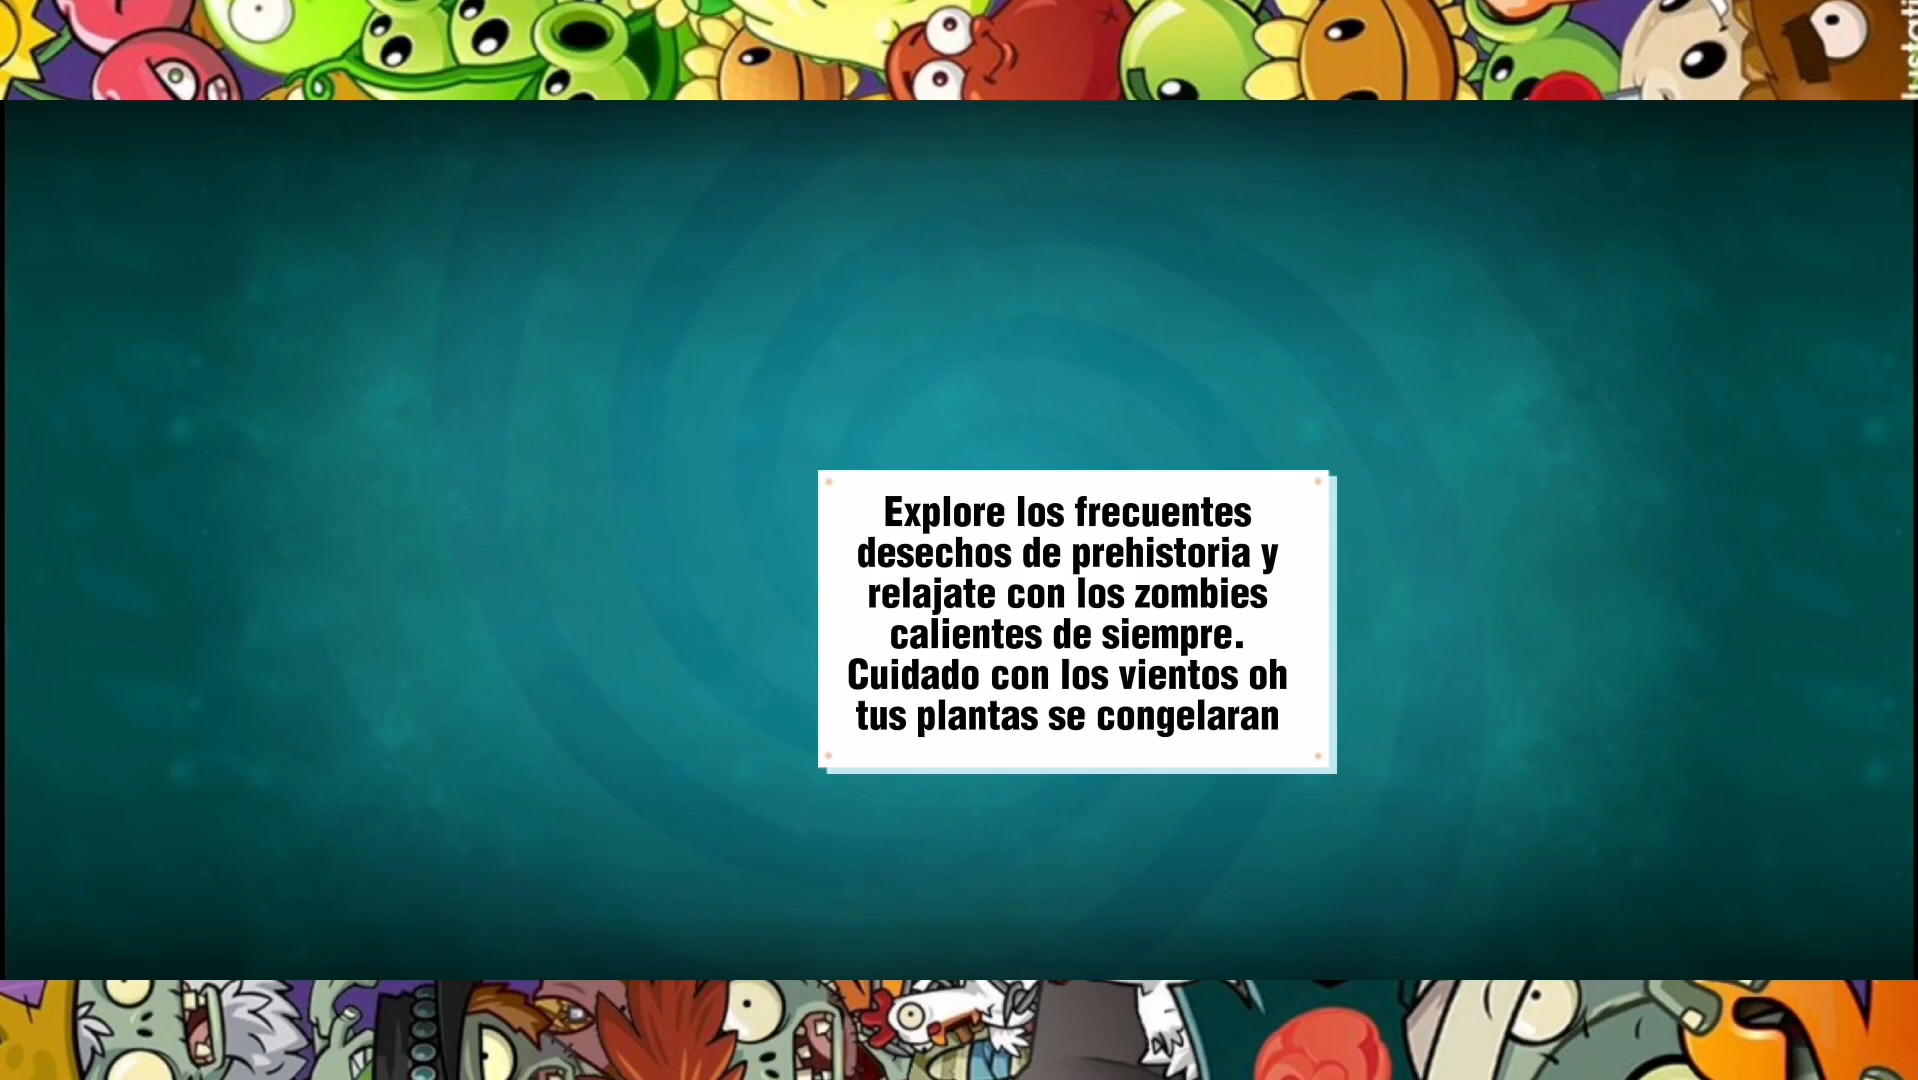 Explore los frecuentes
desechos de prehistoria y
relajate con los zombies
calientes de siempre.
Cuidado con los vientos oh
tus plantas se congelaran